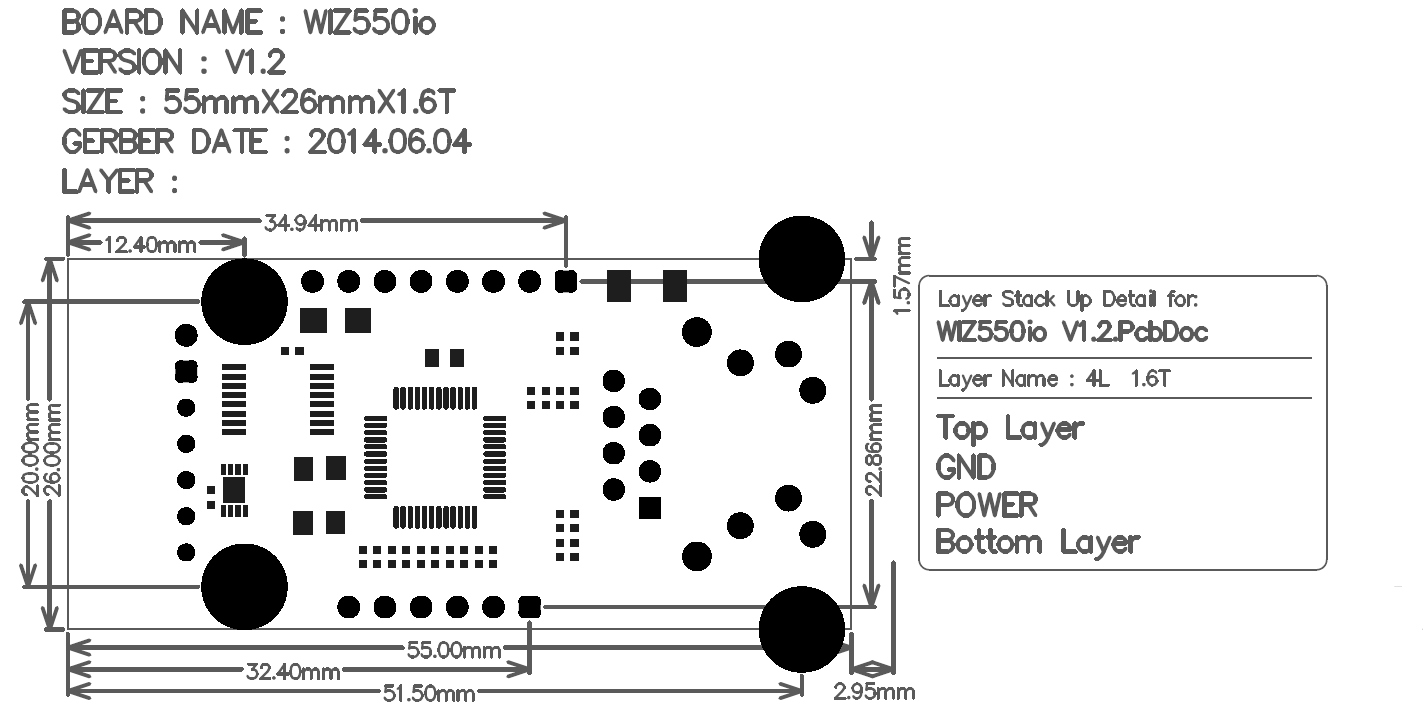 BOARD NAME : WIZ550io
VERSION : V1.2
SIZE : 55mmX26mmX1.6T
GERBER DATE : 2014.06.04
LAYER :
34.94mm
12.40mm
1.57mm
20.00mm
26.00mm
22.86mm
Layer Stack Up Detail for:
WIZ550io V1.2.PcbDoc
Layer Name : 4L 1.6T
Top Layer
GND
POWER
Bottom Layer
55.00mm
32.40mm
51.50mm
2.95mm